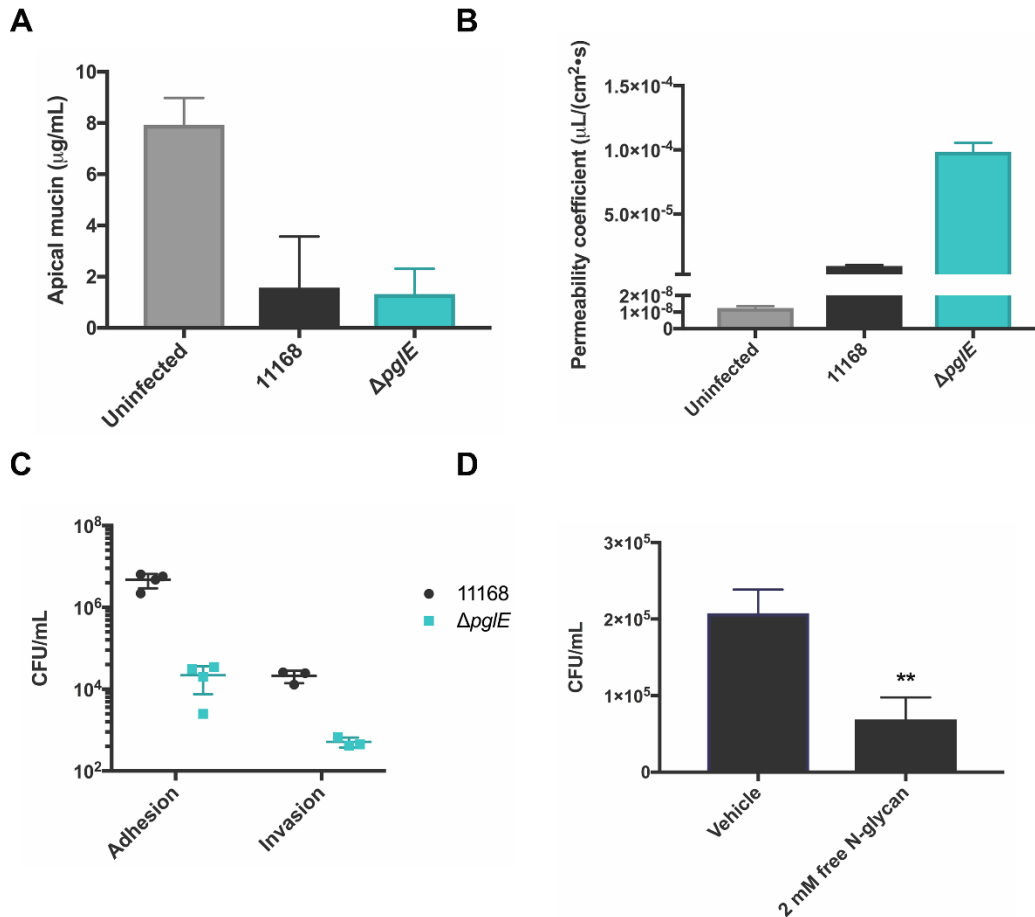 A
Apical mucin (μg/mL)
10
8
6
4
2
0
Uninfected
11168
ΔpglE
B
Permeability coefficient (μL/(cm²•s)
1.5×10⁻⁴
1.0×10⁻⁴
5.0×10⁻⁵
2×10⁻⁸
1×10⁻⁸
0
Uninfected
11168
ΔpglE
C
CFU/mL
10⁸
10⁶
10⁴
10²
Adhesion
Invasion
11168
ΔpglE
D
CFU/mL
3×10⁵
2×10⁵
1×10⁵
0
**
Vehicle
2 mM free N-glycan